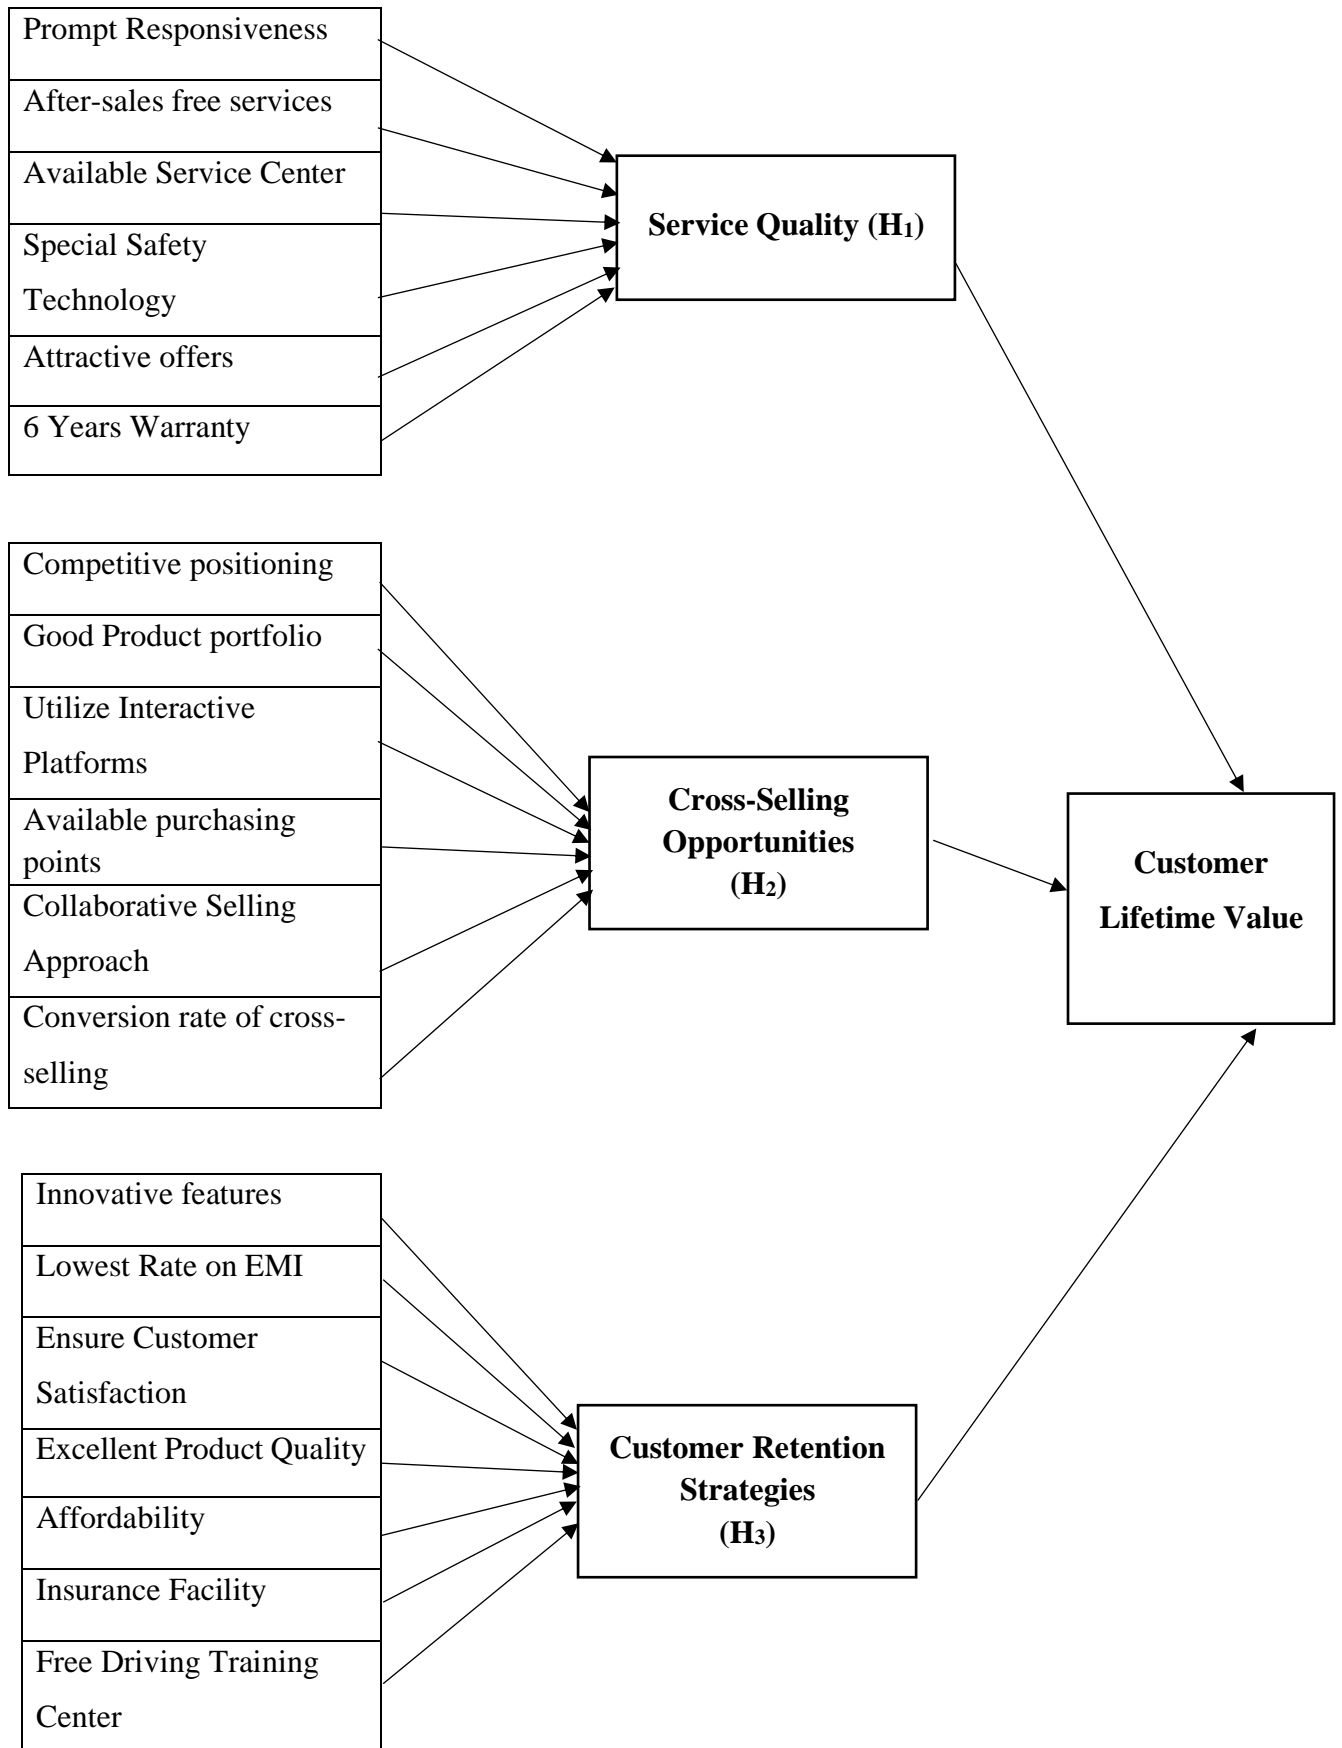 Prompt Responsiveness
After-sales free services
Available Service Center
Special Safety
Technology
Attractive offers
6 Years Warranty
Service Quality (H₁)
Competitive positioning
Good Product portfolio
Utilize Interactive
Platforms
Available purchasing
points
Collaborative Selling
Approach
Conversion rate of cross-
selling
Cross-Selling
Opportunities
(H₂)
Customer
Lifetime Value
Innovative features
Lowest Rate on EMI
Ensure Customer
Satisfaction
Excellent Product Quality
Affordability
Insurance Facility
Free Driving Training
Center
Customer Retention
Strategies
(H₃)